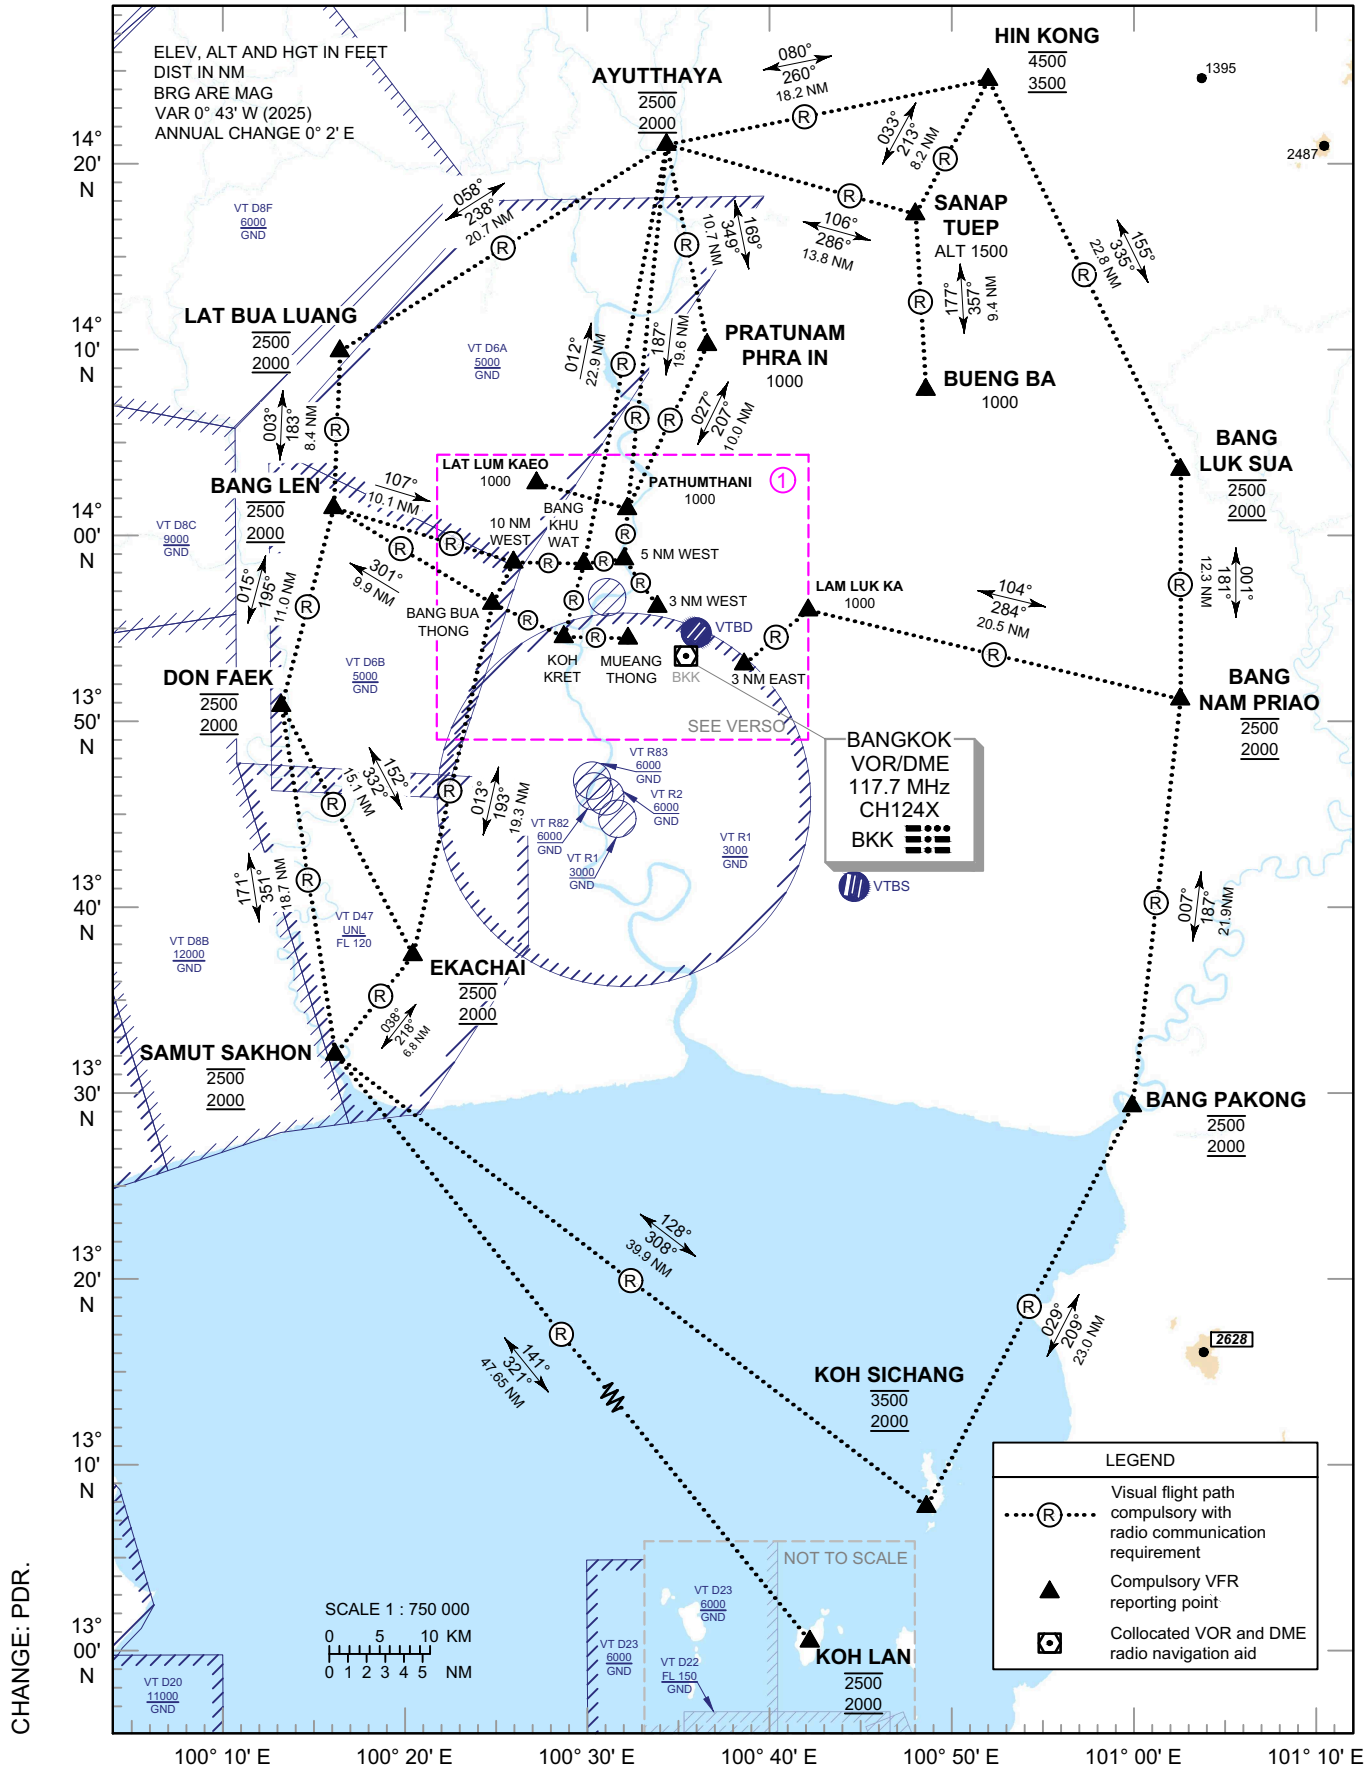 ELEV, ALT AND HGT IN FEET
DIST IN NM
BRG ARE MAG
VAR 0° 43' W (2025)
ANNUAL CHANGE 0° 2' E
AYUTTHAYA
2500
2000
080°
260°
18.2 NM
R
HIN KONG
4500
3500
1395
2487
033°
213°
8.2 NM
R
14°
20'
N
VT D8F
6000
GND
058°
238°
20.7 NM
R
10.7 NM
349°
169°
R
R
106°
286°
13.8 NM
SANAP
TUEP
ALT 1500
155°
335°
22.8 NM
R
177°
357°
9.4 NM
R
LAT BUA LUANG
2500
2000
14°
10'
N
VT D6A
5000
GND
012°
22.9 NM
R
187°
19.6 NM
R
PRATUNAM
PHRA IN
1000
027°
207°
10.0 NM
R
BUENG BA
1000
003°
183°
8.4 NM
R
BANG
LUK SUA
2500
2000
LAT LUM KAEO
1000
PATHUMTHANI
1000
1
BANG LEN
2500
2000
107°
10.1 NM
R
14°
00'
N
VT D8C
9000
GND
10 NM
WEST
BANG
KHU
WAT
R
R
R
5 NM WEST
R
301°
9.9 NM
R
015°
195°
11.0 NM
R
BANG BUA
THONG
R
R
3 NM WEST
VTBD
LAM LUK KA
1000
104°
284°
20.5 NM
R
001°
181°
12.3 NM
R
KOH
KRET
R
MUEANG
THONG
BKK
3 NM EAST
R
DON FAEK
2500
2000
VT D6B
5000
GND
13°
50'
N
SEE VERSO
BANG
NAM PRIAO
2500
2000
BANGKOK
VOR/DME
117.7 MHz
CH124X
BKK
152°
332°
15.1 NM
R
013°
193°
19.3 NM
R
VT R83
6000
GND
VT R2
6000
GND
VT R82
6000
GND
VT R1
3000
GND
VT R1
3000
GND
VTBS
171°
351°
18.7 NM
R
13°
40'
N
VT D47
UNL
FL 120
VT D8B
12000
GND
007°
187°
21.9NM
R
EKACHAI
2500
2000
R
038°
218°
6.8 NM
SAMUT SAKHON
2500
2000
13°
30'
N
BANG PAKONG
2500
2000
128°
308°
39.9 NM
R
13°
20'
N
R
029°
209°
23.0 NM
R
141°
321°
47.65 NM
2628
KOH SICHANG
3500
2000
13°
10'
N
LEGEND
R
Visual flight path
compulsory with
radio communication
requirement
Compulsory VFR
reporting point
Collocated VOR and DME
radio navigation aid
NOT TO SCALE
VT D23
6000
GND
VT D23
6000
GND
VT D22
FL 150
GND
KOH LAN
2500
2000
SCALE 1 : 750 000
0 5 10 KM
0 1 2 3 4 5 NM
13°
00'
N
VT D20
11000
GND
CHANGE: PDR.
100° 10' E
100° 20' E
100° 30' E
100° 40' E
100° 50' E
101° 00' E
101° 10' E